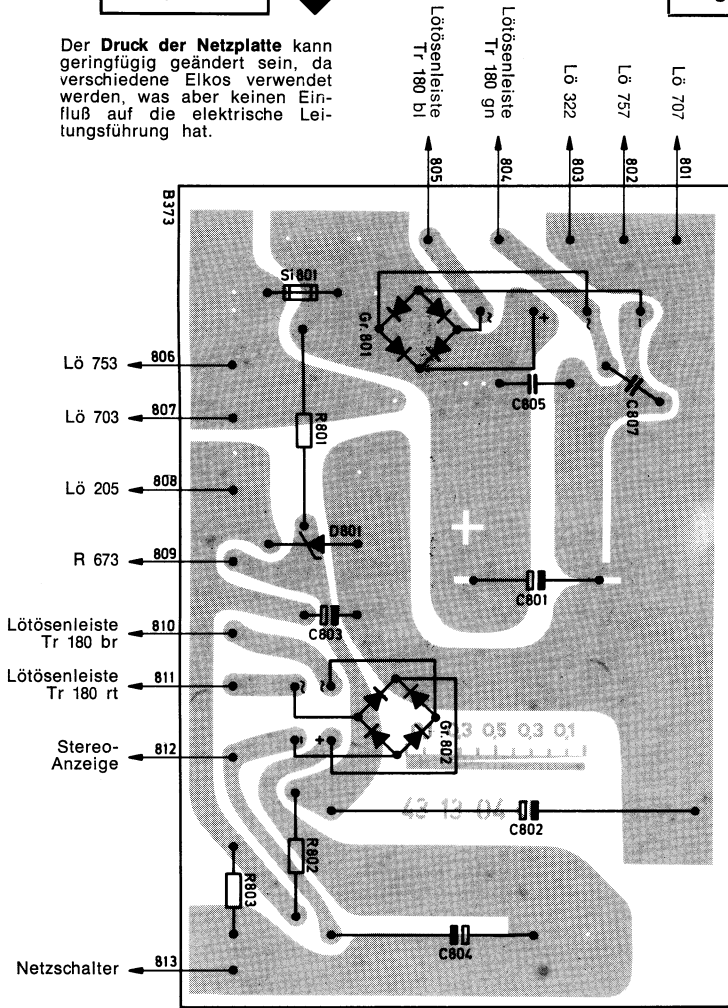 Der Druck der Netzplatte kann
geringfügig geändert sein, da
verschiedene Elkos verwendet
werden, was aber keinen Ein-
fluß auf die elektrische Lei-
tungsführung hat.
Lötösenleiste
Tr 180 bl
Lötösenleiste
Tr 180 gn
Lö 322
Lö 757
Lö 707
805
804
803
802
801
B373
Si801
Gr.801
~
+
~
-
C805
C807
Lö 753
806
Lö 703
807
R801
Lö 205
808
D801
R 673
809
C801
C803
Lötösenleiste
Tr 180 br
810
Lötösenleiste
Tr 180 rt
811
~
~
Gr.802
0,3 0,5 0,3 0,1
Stereo-
Anzeige
812
-
+
43 13 04
C802
R802
R803
C804
Netzschalter
813